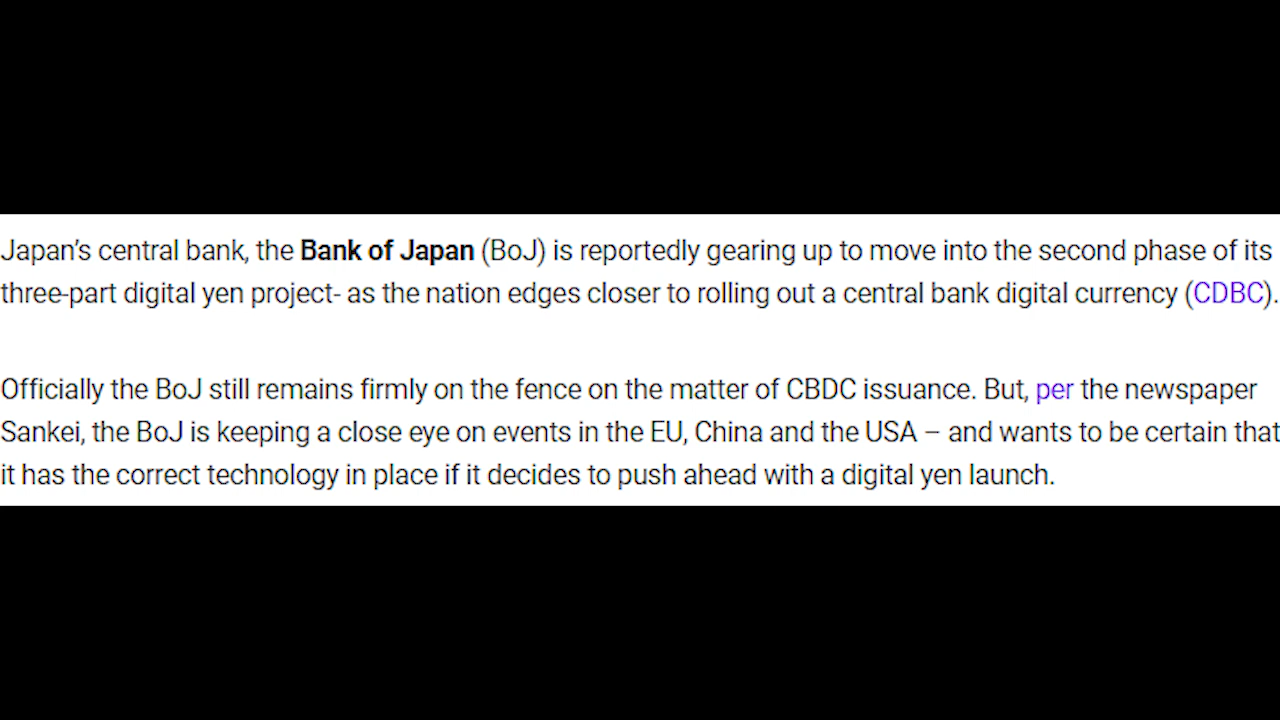 Japan’s central bank, the Bank of Japan (BoJ) is reportedly gearing up to move into the second phase of its
three-part digital yen project- as the nation edges closer to rolling out a central bank digital currency (CDBC).
Officially the BoJ still remains firmly on the fence on the matter of CBDC issuance. But, per the newspaper
Sankei, the BoJ is keeping a close eye on events in the EU, China and the USA – and wants to be certain that
it has the correct technology in place if it decides to push ahead with a digital yen launch.